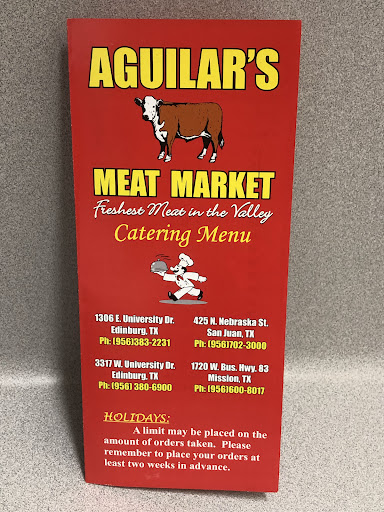 AGUILAR'S
MEAT MARKET
Freshest Meat in the Valley
Catering Menu
1306 E. University Dr.
Edinburg, TX
Ph: (956)383-2231
425 N. Nebraska St.
San Juan, TX
Ph: (956)702-3000
3317 W. University Dr.
Edinburg, TX
Ph: (956) 380-6900
1720 W. Bus. Hwy. 83
Mission, TX
Ph: (956)600-8017
HOLIDAYS:
A limit may be placed on the
amount of orders taken. Please
remember to place your orders at
least two weeks in advance.